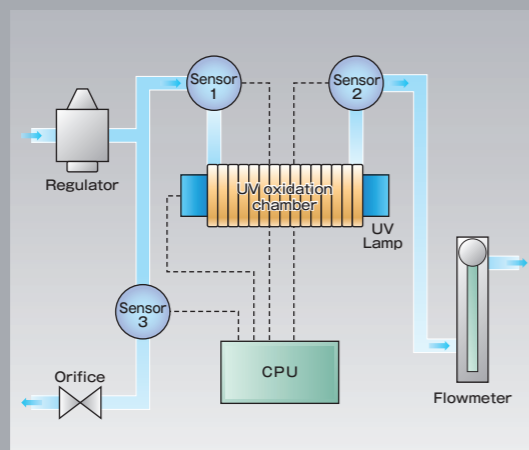 Sensor
1
Sensor
2
Regulator
UV oxidation
chamber
UV
Lamp
Sensor
3
CPU
Orifice
Flowmeter